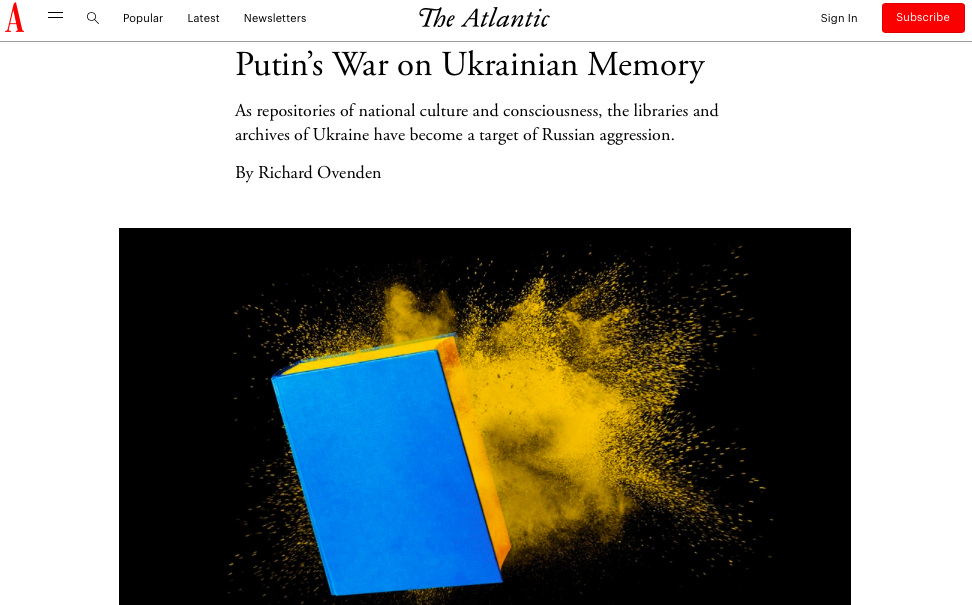 A
Popular
Latest
Newsletters
The Atlantic
Sign In
Subscribe
Putin’s War on Ukrainian Memory
As repositories of national culture and consciousness, the libraries and
archives of Ukraine have become a target of Russian aggression.
By Richard Ovenden